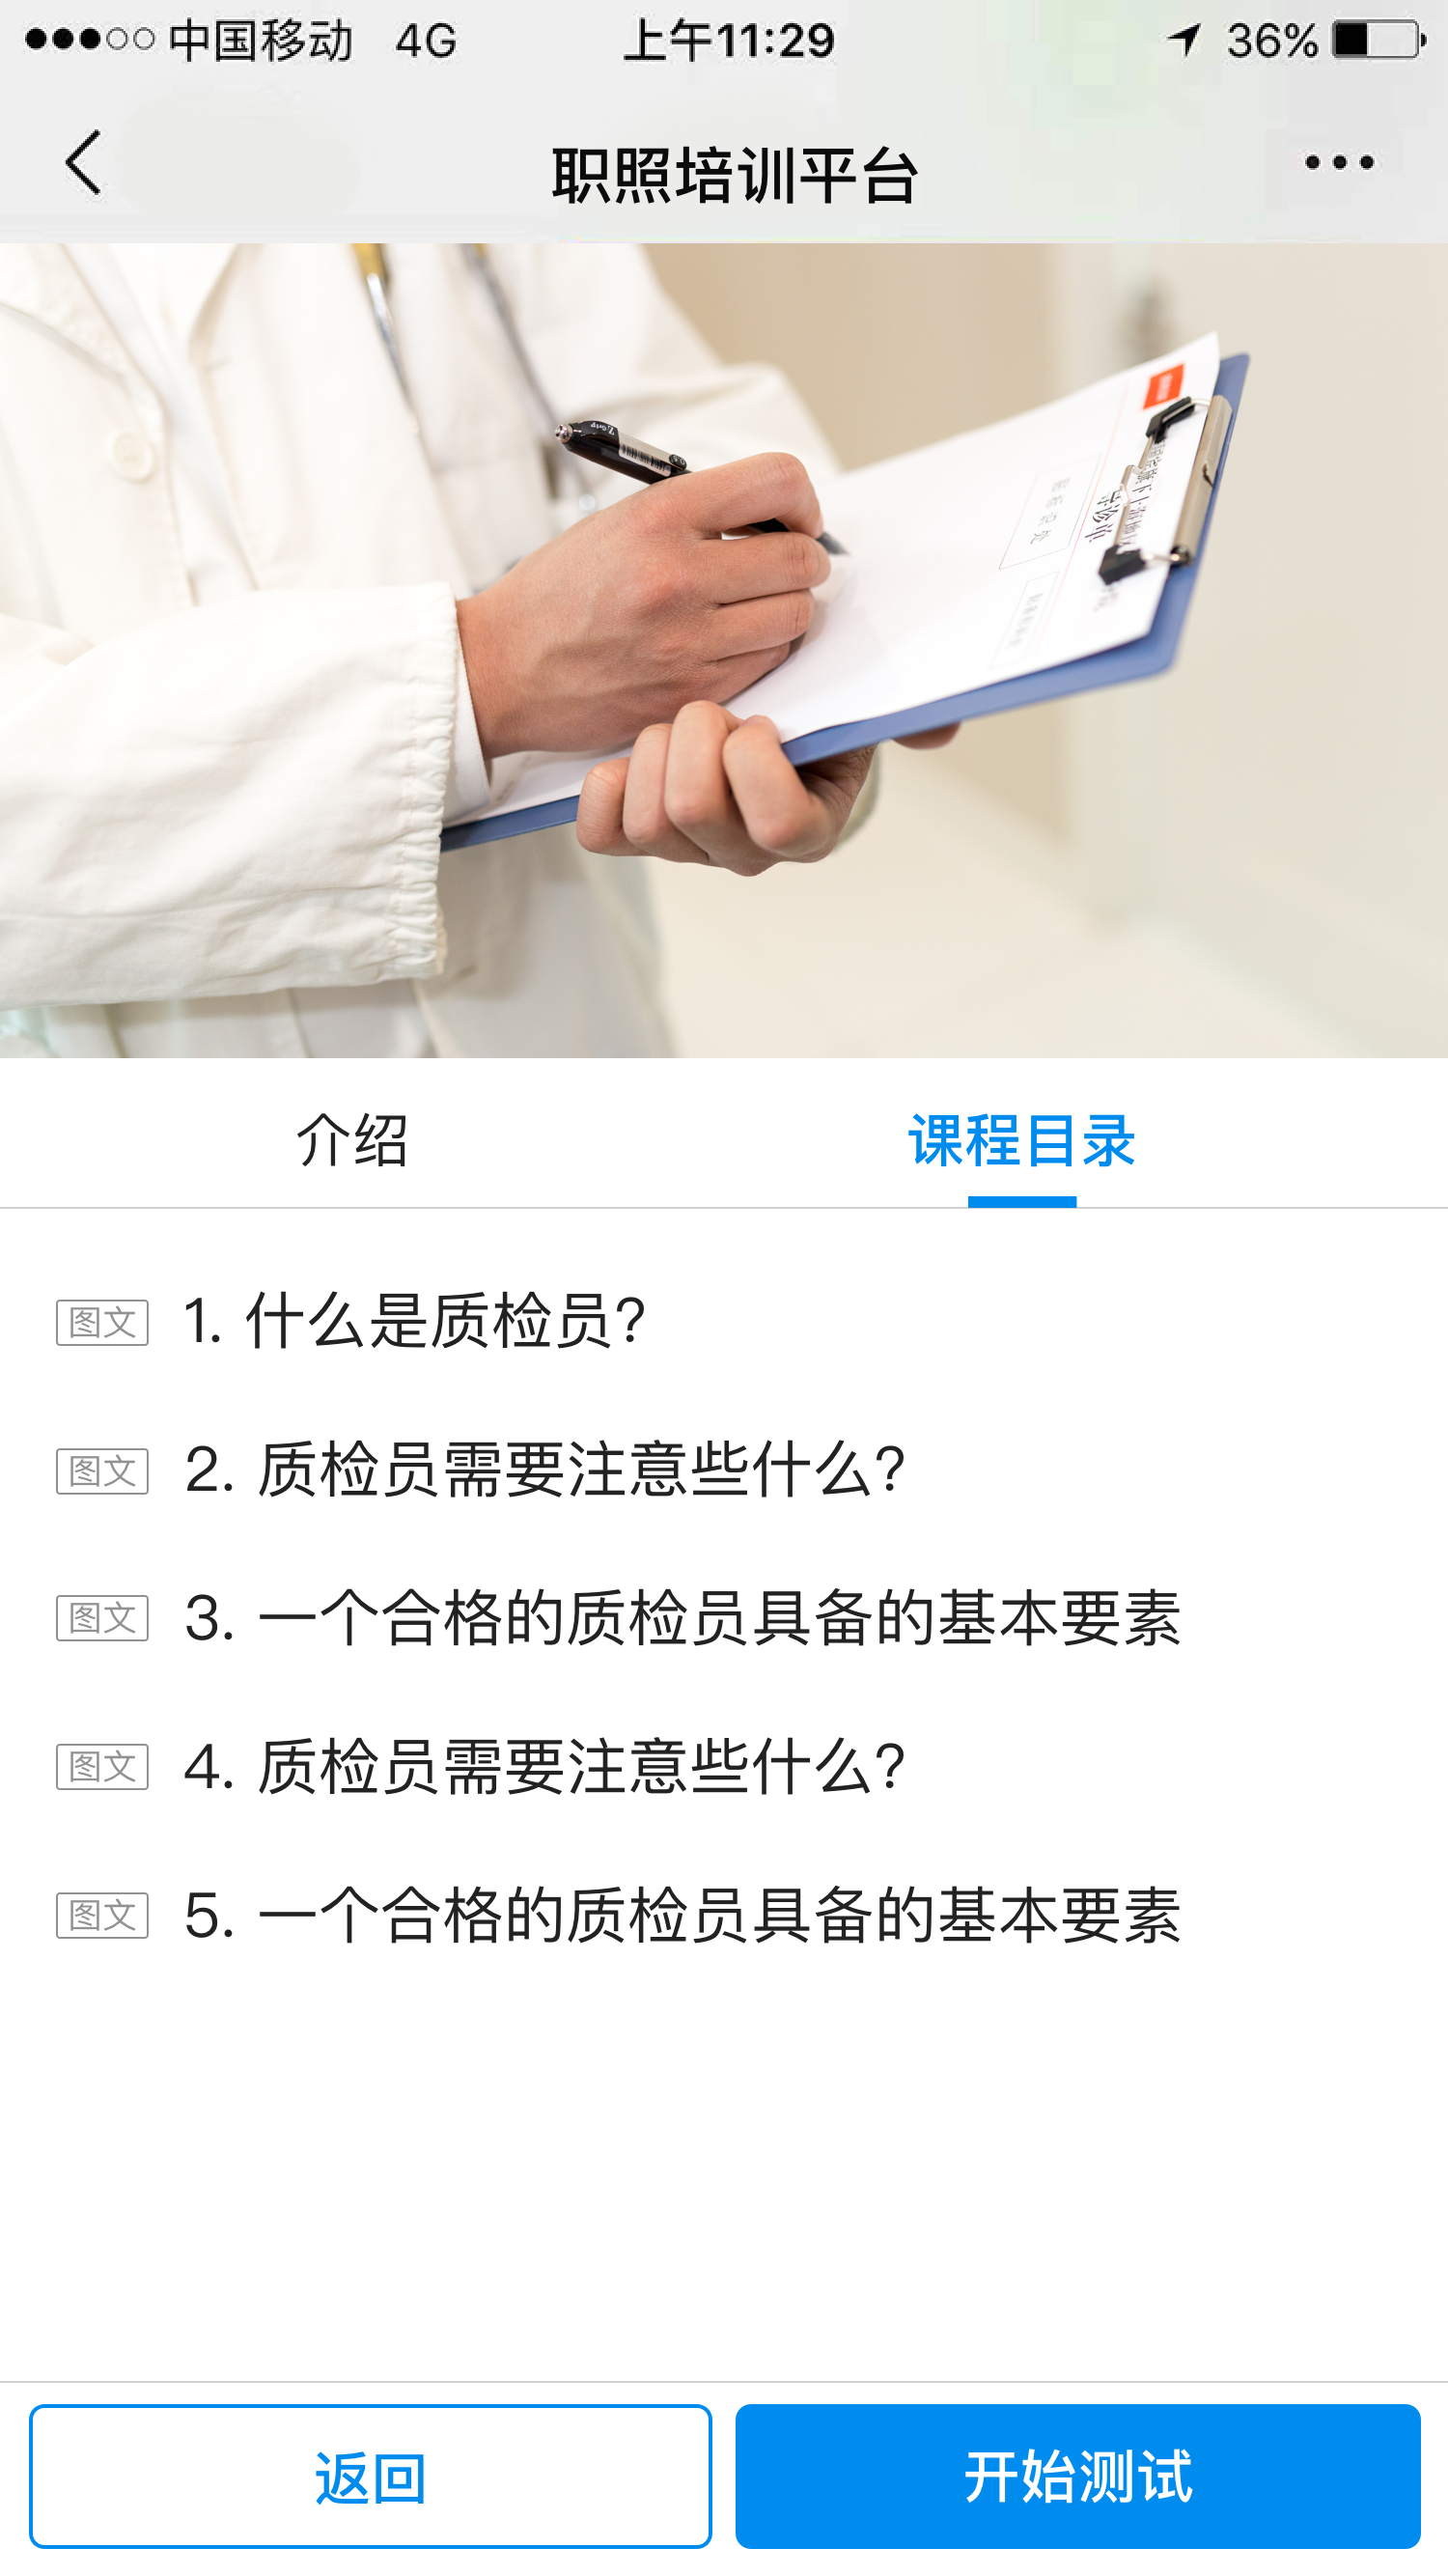 中国移动 4G 上午11:29 36%
职照培训平台
导诊单
介绍 课程目录
图文 1. 什么是质检员?
图文 2. 质检员需要注意些什么?
图文 3. 一个合格的质检员具备的基本要素
图文 4. 质检员需要注意些什么?
图文 5. 一个合格的质检员具备的基本要素
返回 开始测试